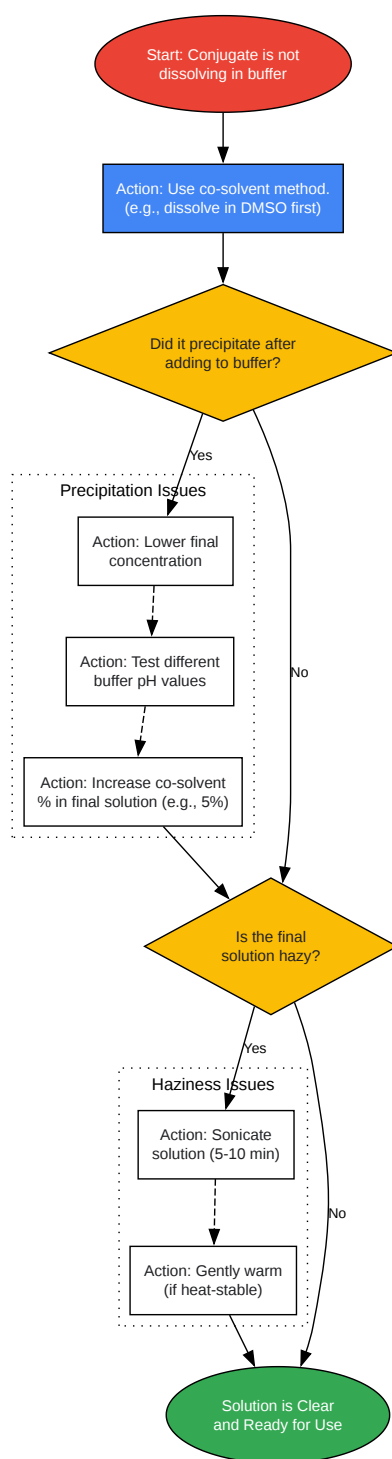 Start: Conjugate is not
dissolving in buffer
Action: Use co-solvent method.
(e.g., dissolve in DMSO first)
Did it precipitate after
adding to buffer?
Yes
Precipitation Issues
Action: Lower final
concentration
Action: Test different
buffer pH values
No
Action: Increase co-solvent
% in final solution (e.g., 5%)
Is the final
solution hazy?
Yes
Haziness Issues
Action: Sonicate
solution (5-10 min)
No
Action: Gently warm
(if heat-stable)
Solution is Clear
and Ready for Use